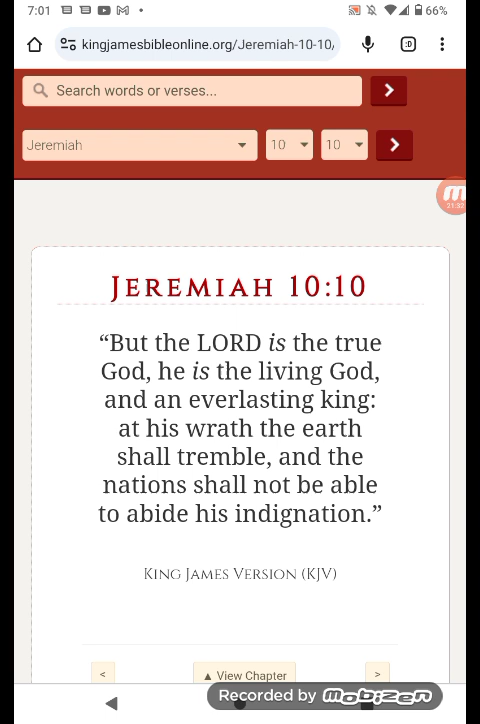 7:01 66%
kingjamesbibleonline.org/Jeremiah-10-10/
Search words or verses...
Jeremiah 10 10
21:32
JEREMIAH 10:10
“But the LORD is the true
God, he is the living God,
and an everlasting king:
at his wrath the earth
shall tremble, and the
nations shall not be able
to abide his indignation.”
KING JAMES VERSION (KJV)
< ▲ View Chapter >
Recorded by mobizen